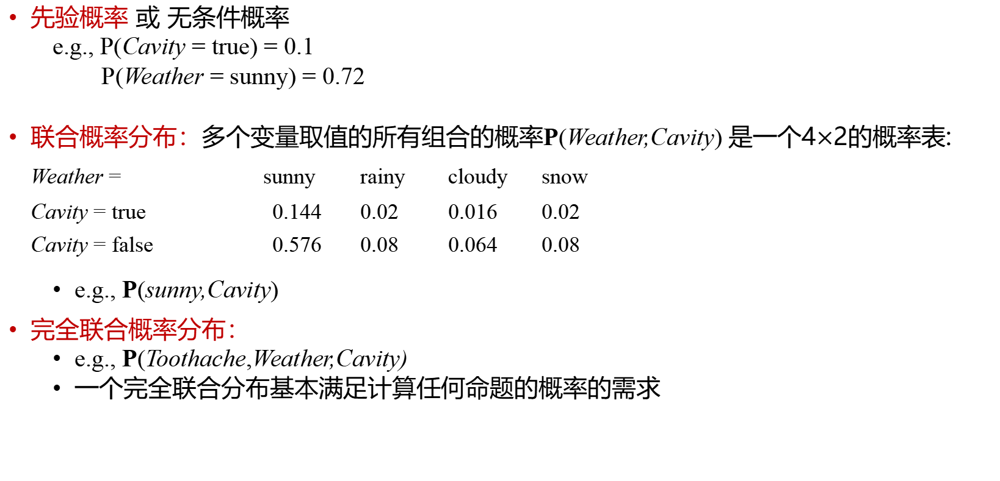 • 先验概率 或 无条件概率
e.g., P(Cavity = true) = 0.1
P(Weather = sunny) = 0.72
• 联合概率分布：多个变量取值的所有组合的概率P(Weather,Cavity) 是一个4×2的概率表:
Weather = sunny rainy cloudy snow
Cavity = true 0.144 0.02 0.016 0.02
Cavity = false 0.576 0.08 0.064 0.08
• e.g., P(sunny,Cavity)
• 完全联合概率分布：
• e.g., P(Toothache,Weather,Cavity)
• 一个完全联合分布基本满足计算任何命题的概率的需求